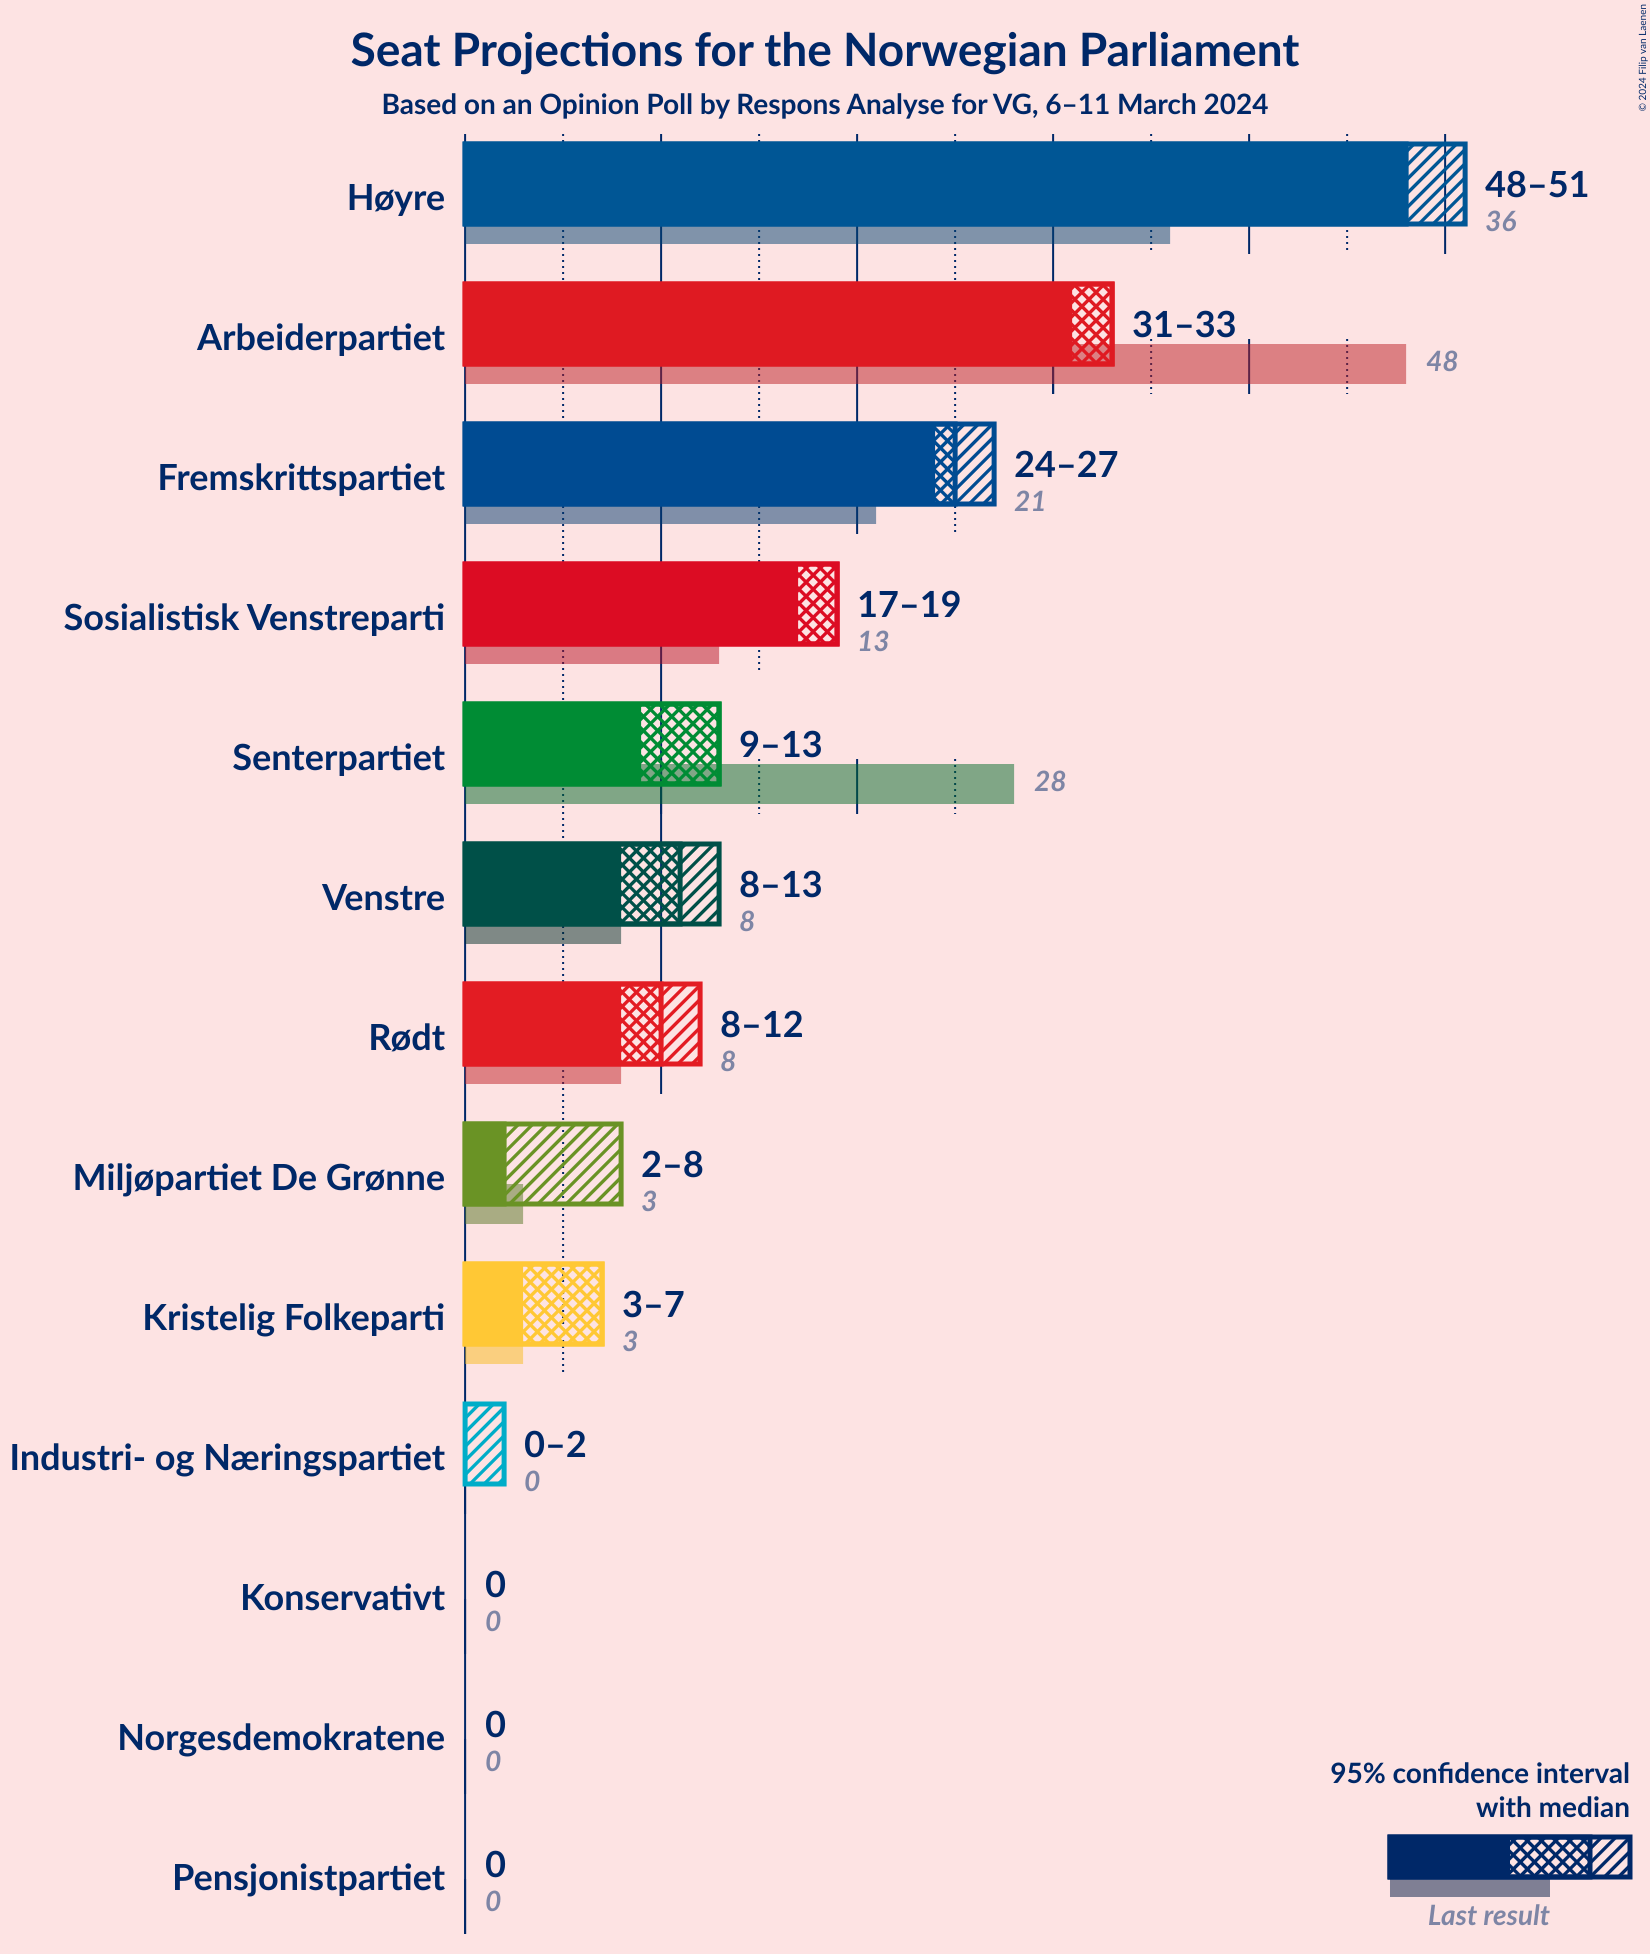 Seat Projections for the Norwegian Parliament
Based on an Opinion Poll by Respons Analyse for VG, 6–11 March 2024
© 2024 Filip van Laenen
Høyre
48–51
36
Arbeiderpartiet
31–33
48
Fremskrittspartiet
24–27
21
Sosialistisk Venstreparti
17–19
13
Senterpartiet
9–13
28
Venstre
8–13
8
Rødt
8–12
8
Miljøpartiet De Grønne
2–8
3
Kristelig Folkeparti
3–7
3
Industri- og Næringspartiet
0–2
0
Konservativt
0
0
Norgesdemokratene
0
0
Pensjonistpartiet
0
0
95% confidence interval
with median
Last result